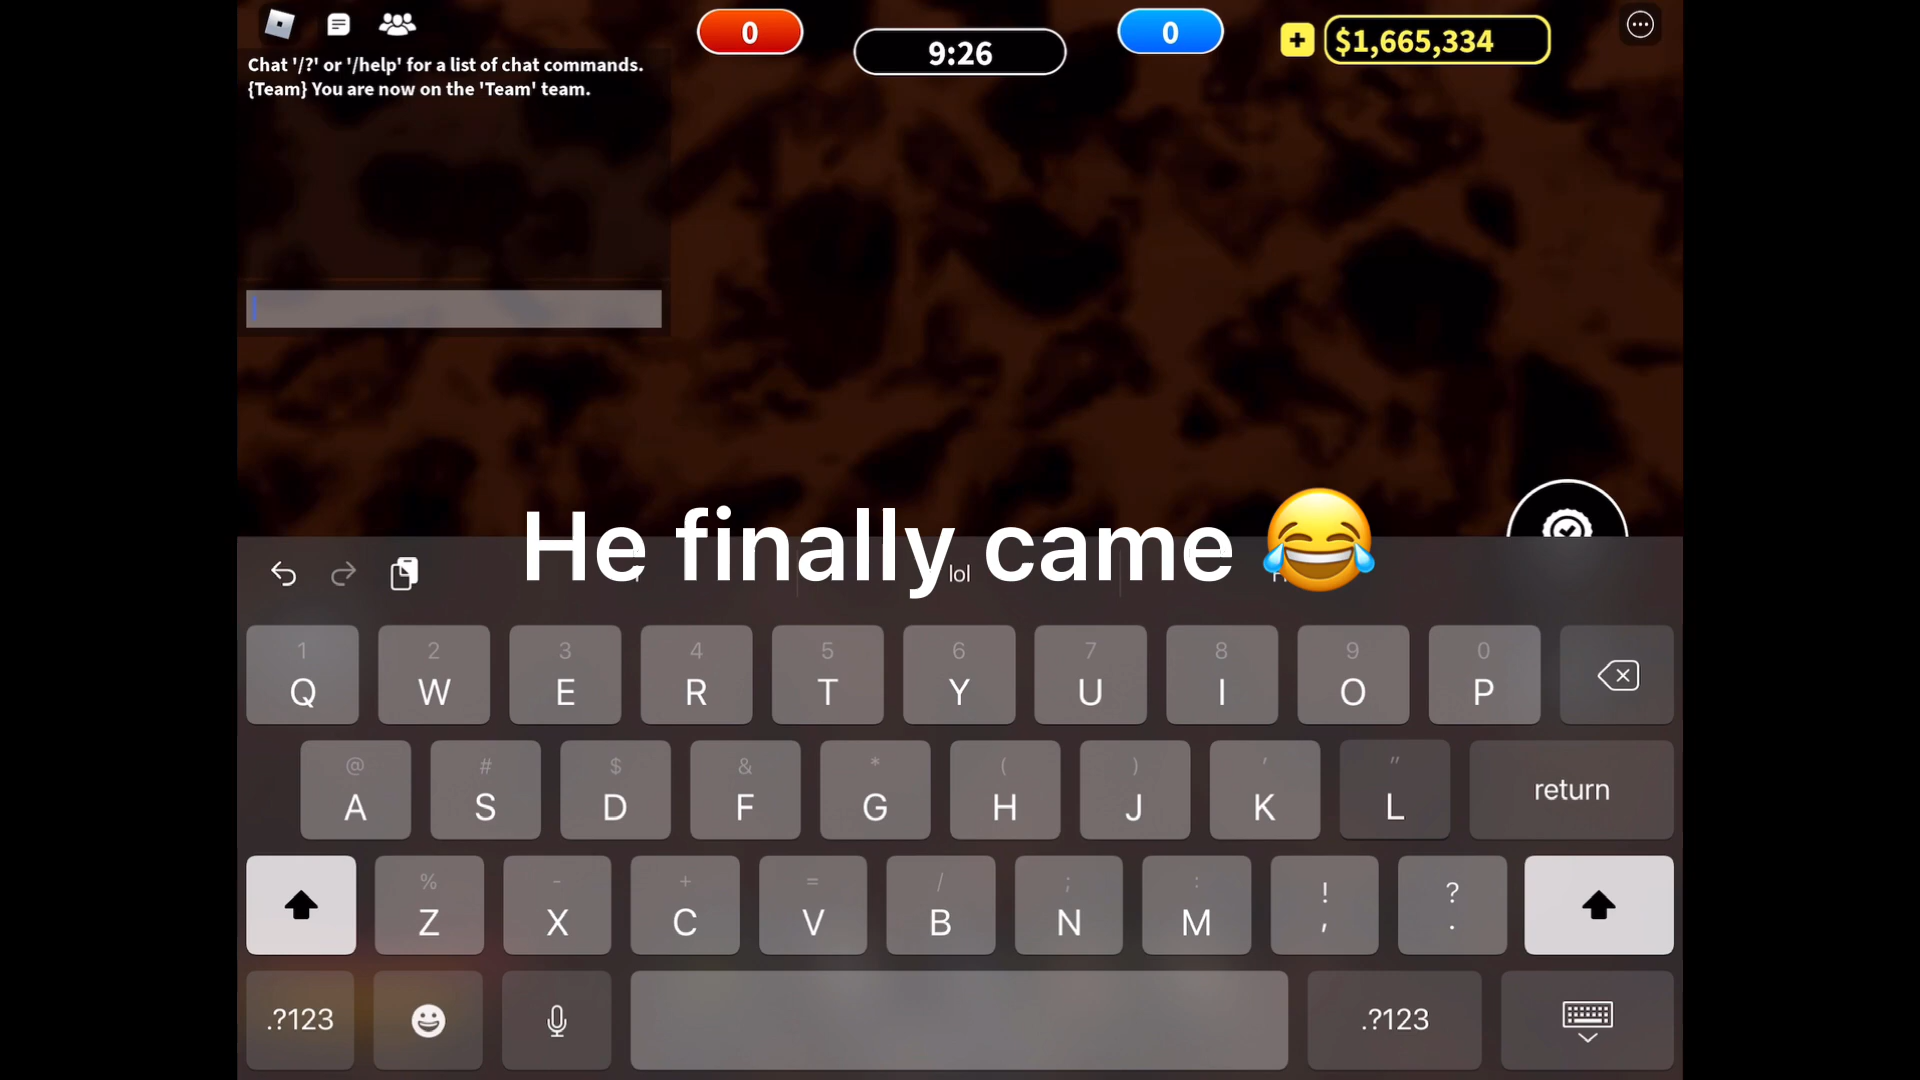 0
9:26
0
+
$1,665,334
Chat '/?' or '/help' for a list of chat commands.
{Team} You are now on the 'Team' team.
He finally came 😂
lol
1 2 3 4 5 6 7 8 9 0
Q W E R T Y U I O P
@ # $ & * ( ) ' "
A S D F G H J K L return
% - + = / ; : ! ?
Z X C V B N M , .
.?123 .?123